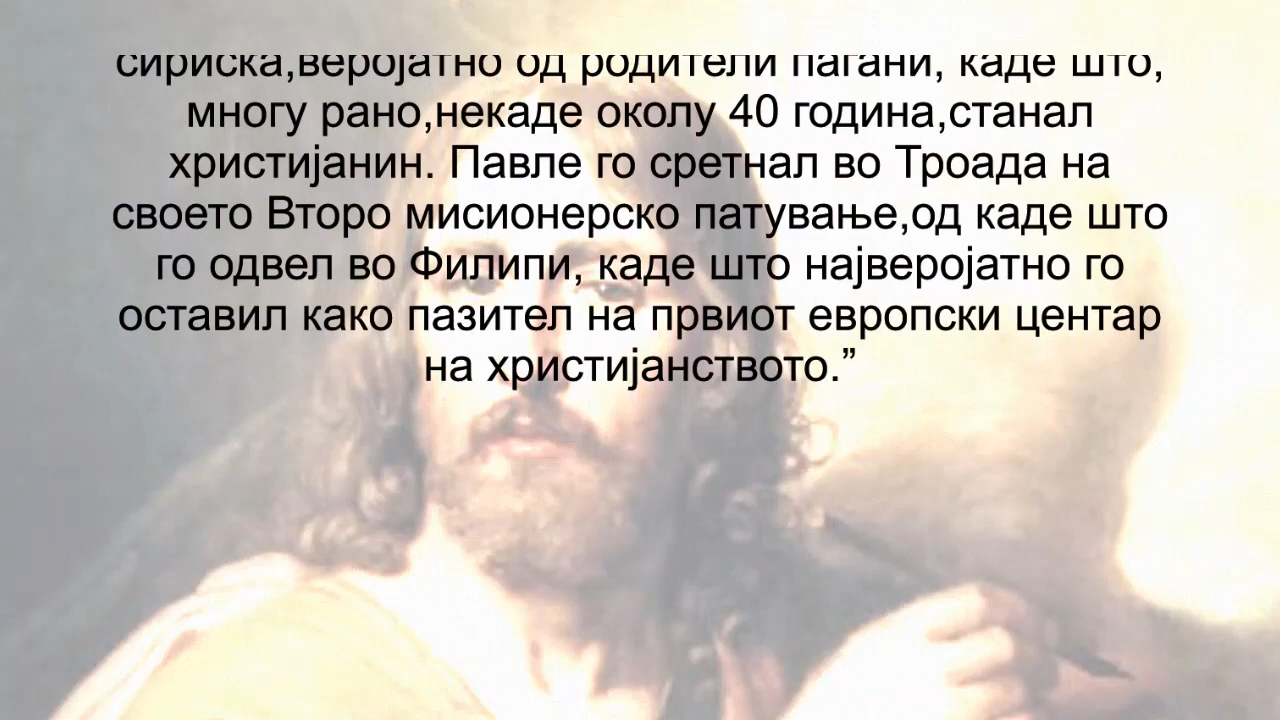 сириска,веројатно од родители пагани, каде што,
многу рано,некаде околу 40 година,станал
христијанин. Павле го сретнал во Троада на
своето Второ мисионерско патување,од каде што
го одвел во Филипи, каде што најверојатно го
оставил како пазител на првиот европски центар
на христијанството.”